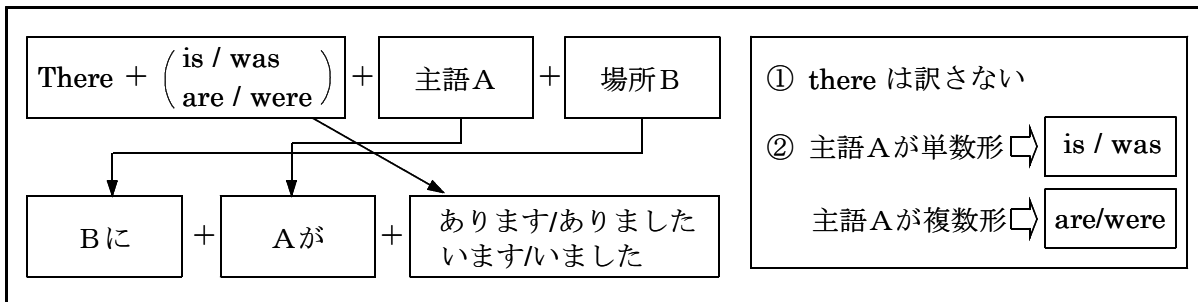 There + ( is / was
are / were ) + 主語A + 場所B
Bに + Aが + あります/ありました
います/いました
① there は訳さない
② 主語Aが単数形 is / was
主語Aが複数形 are/were